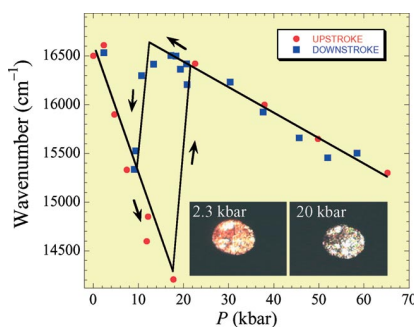 UPSTROKE
DOWNSTROKE
Wavenumber (cm⁻¹)
16500
16000
15500
15000
14500
2.3 kbar
20 kbar
0 10 20 30 40 50 60 70
P (kbar)